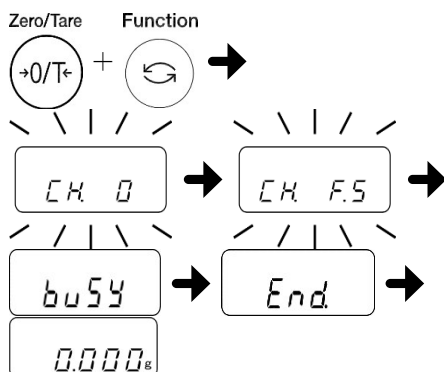 Zero/Tare Function
→0/T← +
CH. 0 CH. F.S
buSY End.
0.000g